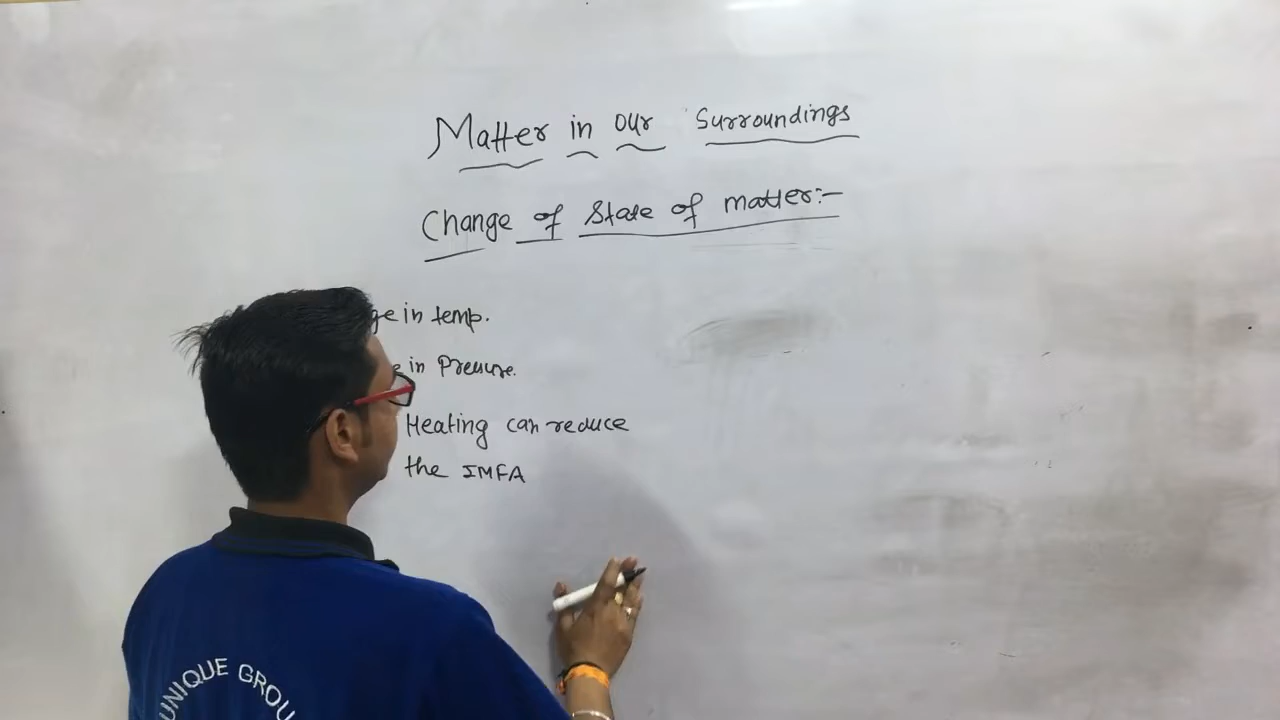 Matter in our Surroundings
Change of State of matter:-
ge in temp.
e in Pressure.
Heating can reduce
the IMFA
UNIQUE GROU